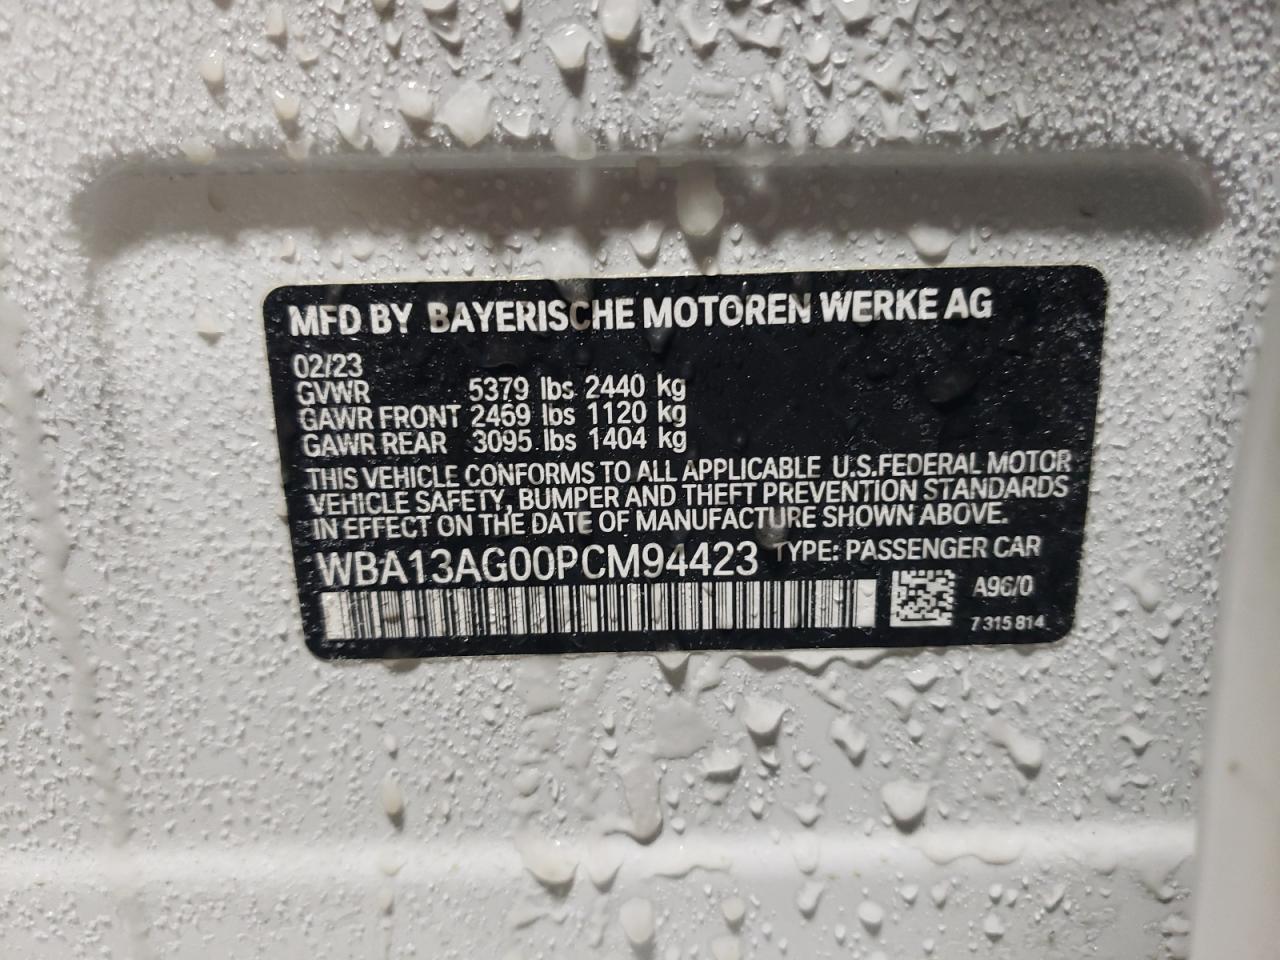 MFD BY BAYERISCHE MOTOREN WERKE AG
02/23
GVWR 5379 lbs 2440 kg
GAWR FRONT 2469 lbs 1120 kg
GAWR REAR 3095 lbs 1404 kg
THIS VEHICLE CONFORMS TO ALL APPLICABLE U.S.FEDERAL MOTOR
VEHICLE SAFETY, BUMPER AND THEFT PREVENTION STANDARDS
IN EFFECT ON THE DATE OF MANUFACTURE SHOWN ABOVE.
WBA13AG00PCM94423 TYPE: PASSENGER CAR
A96/0
7 315 814